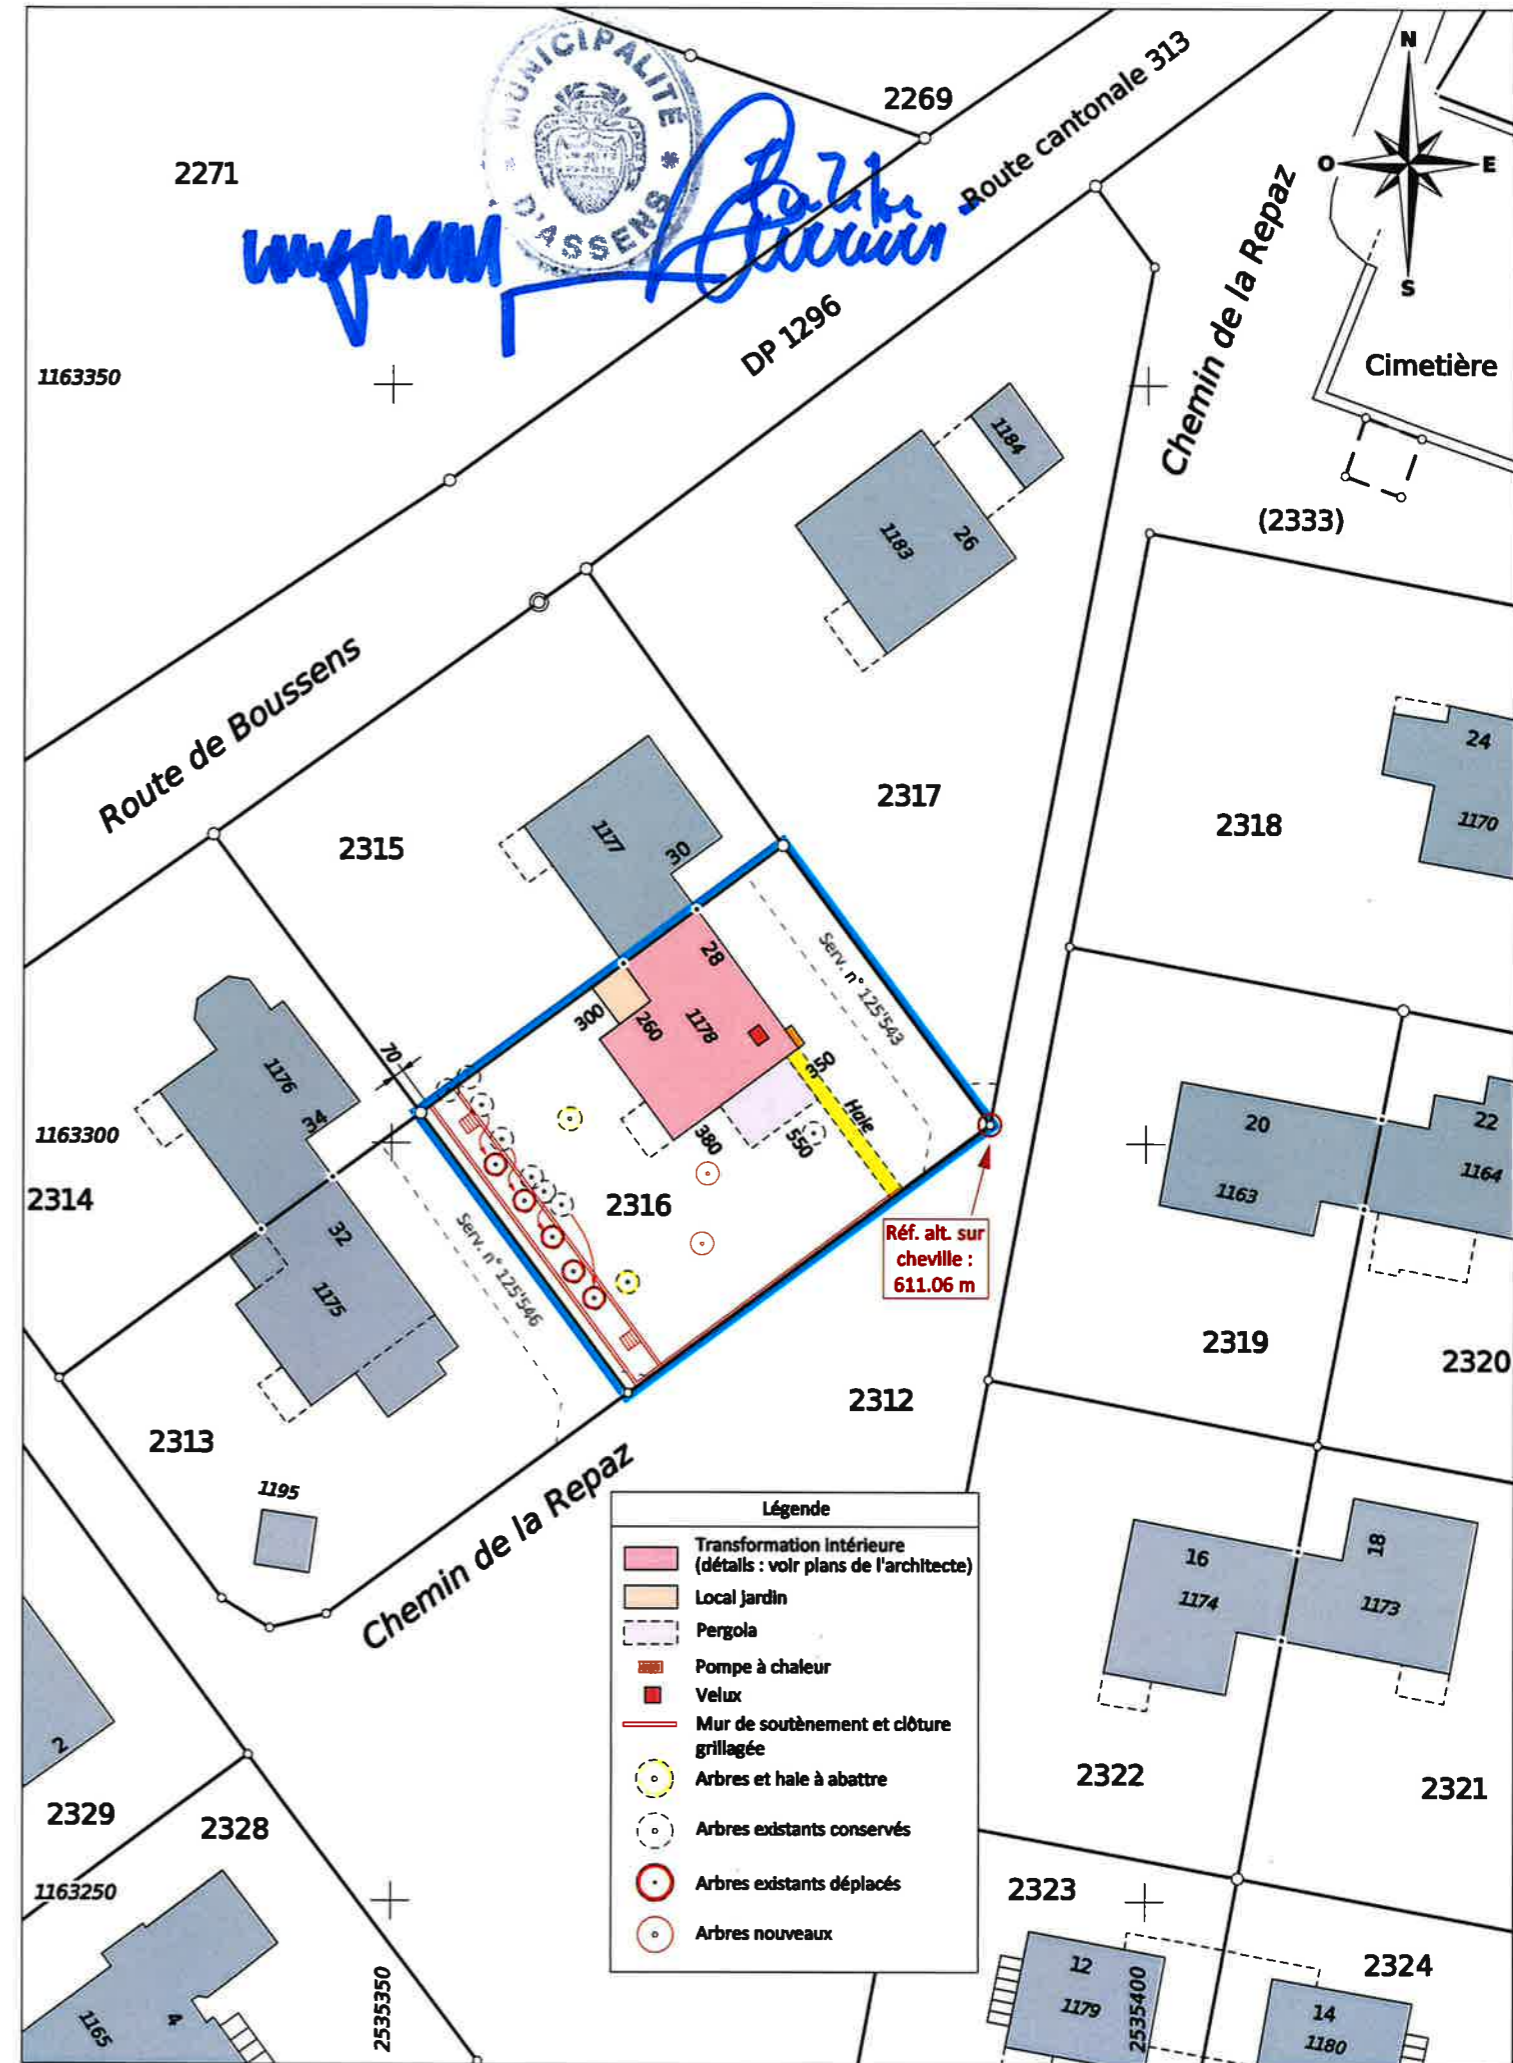 MUNICIPALITE
D'ASSENS
2269
Route cantonale 313
N
O
E
S
2271
DP 1296
Chemin de la Repaz
Cimetière
1163350
1184
1183
26
(2333)
Route de Boussens
24
1170
2317
2318
2315
1177
30
28
Serv. n° 125'543
300
260
1178
70
350
Haie
1176
34
1163300
380
550
20
22
1164
1163
2314
2316
32
Serv. n° 125'546
1175
Réf. alt. sur
cheville :
611.06 m
2319
2320
2312
2313
1195
Chemin de la Repaz
Légende
Transformation intérieure
(détails : voir plans de l'architecte)
Local jardin
Pergola
Pompe à chaleur
Velux
Mur de soutènement et clôture
grillagée
Arbres et haie à abattre
Arbres existants conservés
Arbres existants déplacés
Arbres nouveaux
16
18
1174
1173
2
2322
2321
2329
2328
1163250
2323
2324
12
1179
14
1180
1165
4
2535350
2535400